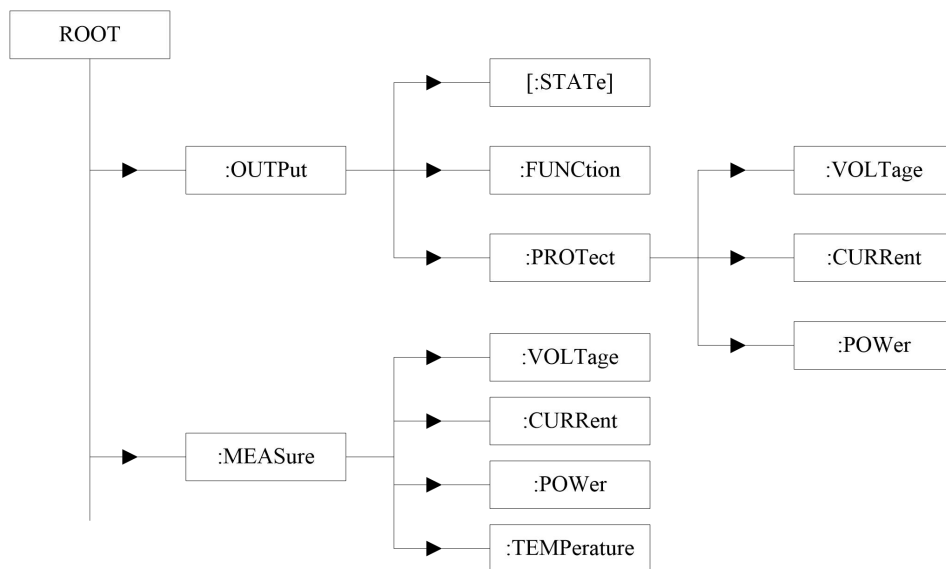 ROOT
:OUTPut
[:STATe]
:FUNCtion
:PROTect
:VOLTage
:CURRent
:POWer
:MEASure
:VOLTage
:CURRent
:POWer
:TEMPerature